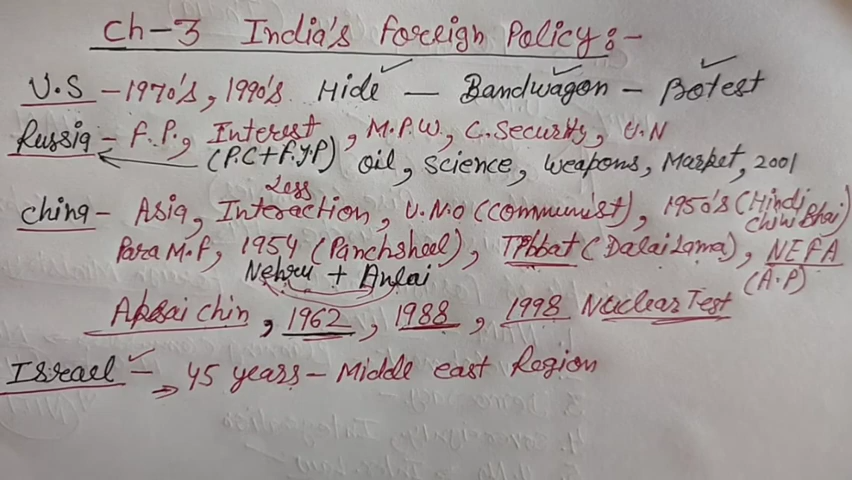 Ch-3 India's Foreign Policy:-
U.S - 1970's, 1990's Hide - Bandwagon - Botest
Russia - F.P., Interest, M.P.W., C.Security, U.N
(P.C + F.Y.P) oil, science, weapons, Market, 2001
Less
China - Asia, Interaction, U.N.O (communist), 1950's (Hindi Chini Bhai)
Para M.F, 1954 (Panchsheel), Tibbat (Dalai Lama), NEFA
Nehru + Anlai (A.P)
Aksai chin, 1962, 1988, 1998 Nuclear Test
Israel - 45 years - Middle east Region